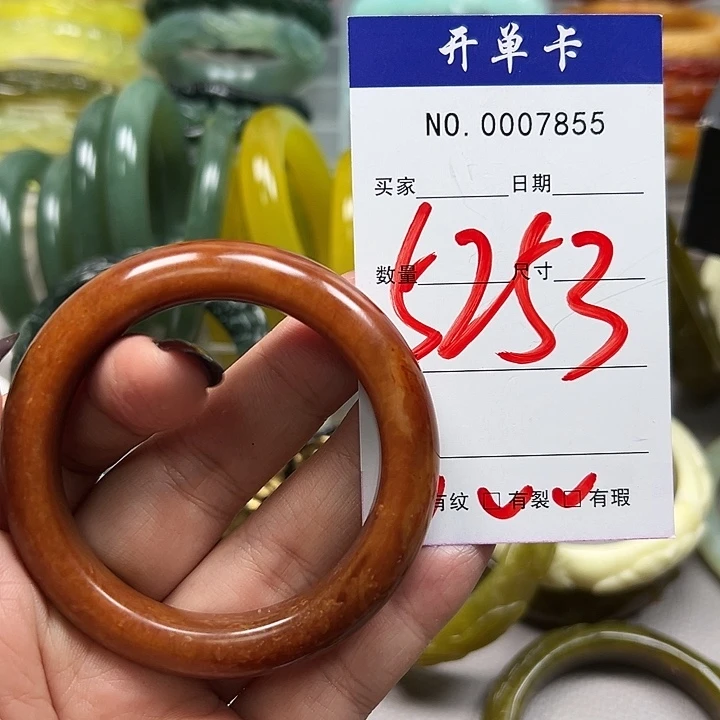 开单卡
NO. 0007855
买家 日期
数量 尺寸
5253
有纹 □有裂 □有瑕